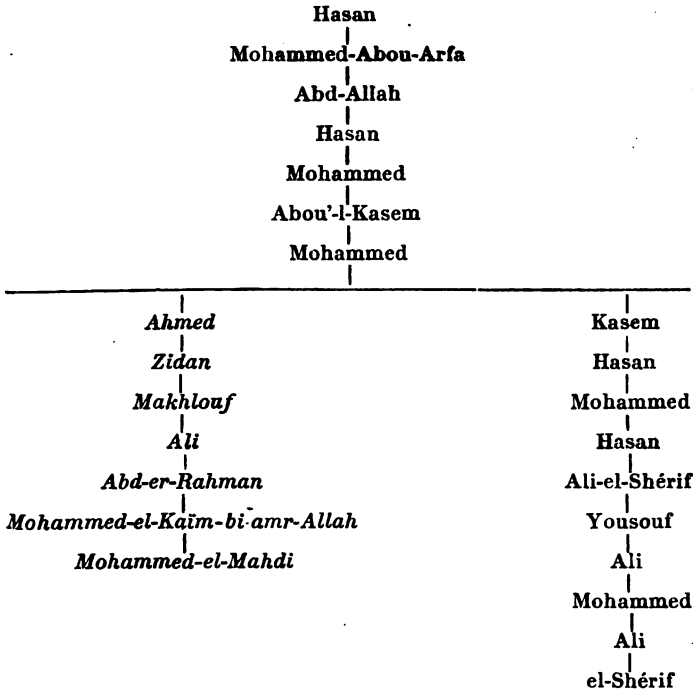 Hasan
Mohammed-Abou-Arfa
Abd-Allah
Hasan
Mohammed
Abou'-l-Kasem
Mohammed
Ahmed
Zidan
Makhlouf
Ali
Abd-er-Rahman
Mohammed-el-Kaïm-bi-amr-Allah
Mohammed-el-Mahdi
Kasem
Hasan
Mohammed
Hasan
Ali-el-Shérif
Yousouf
Ali
Mohammed
Ali
el-Shérif